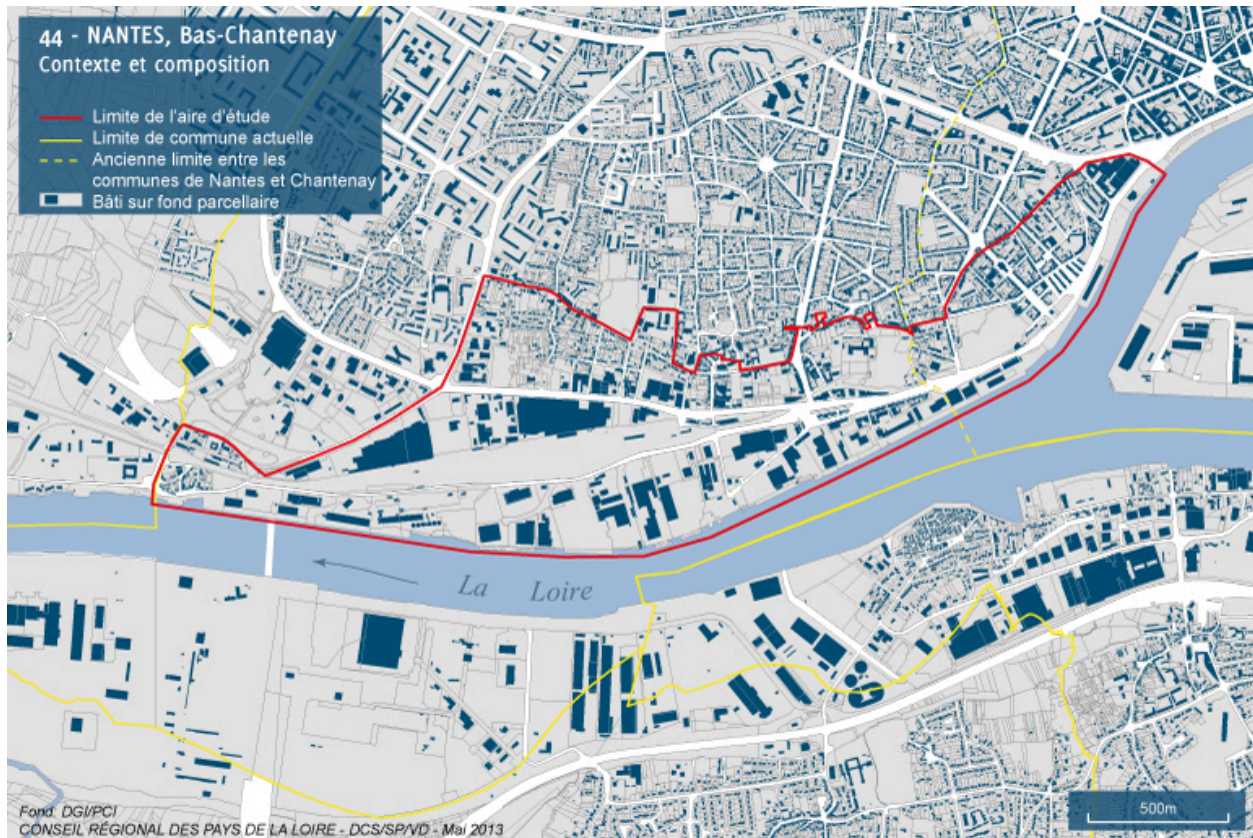 44 - NANTES, Bas-Chantenay
Contexte et composition
Limite de l'aire d'étude
Limite de commune actuelle
Ancienne limite entre les
communes de Nantes et Chantenay
Bâti sur fond parcellaire
La Loire
500m
Fond: DGI/PCI
CONSEIL RÉGIONAL DES PAYS DE LA LOIRE - DCS/SP/VD - Mai 2013